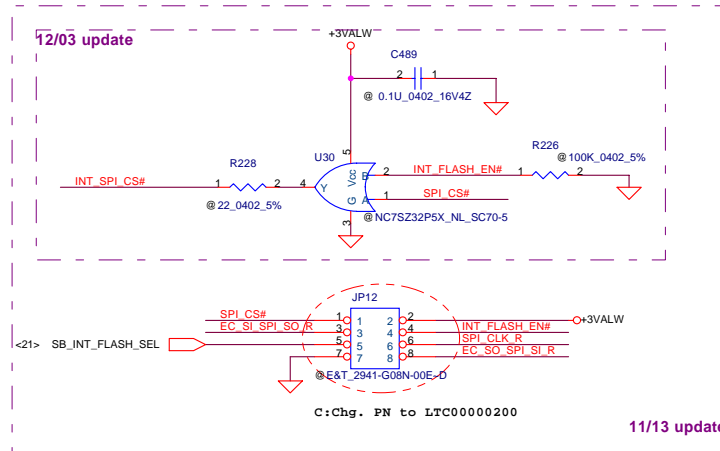 12/03 update
+3VALW
C489
2 1
@ 0.1U_0402_16V4Z
5
U30
R228
R226
INT_SPI_CS#
1 2 4 Y Vcc B 2
INT_FLASH_EN#
1 2
@ 100K_0402_5%
G A 1
SPI_CS#
@ 22_0402_5%
3
@ NC7SZ32P5X_NL_SC70-5
JP12
SPI_CS# 1 1 2 2 +3VALW
EC_SI_SPI_SO_R 3 3 4 4 INT_FLASH_EN#
<21> SB_INT_FLASH_SEL 5 5 6 6 SPI_CLK_R
7 7 8 8 EC_SO_SPI_SI_R
@ E&T_2941-G08N-00E~D
C:Chg. PN to LTC00000200
11/13 update